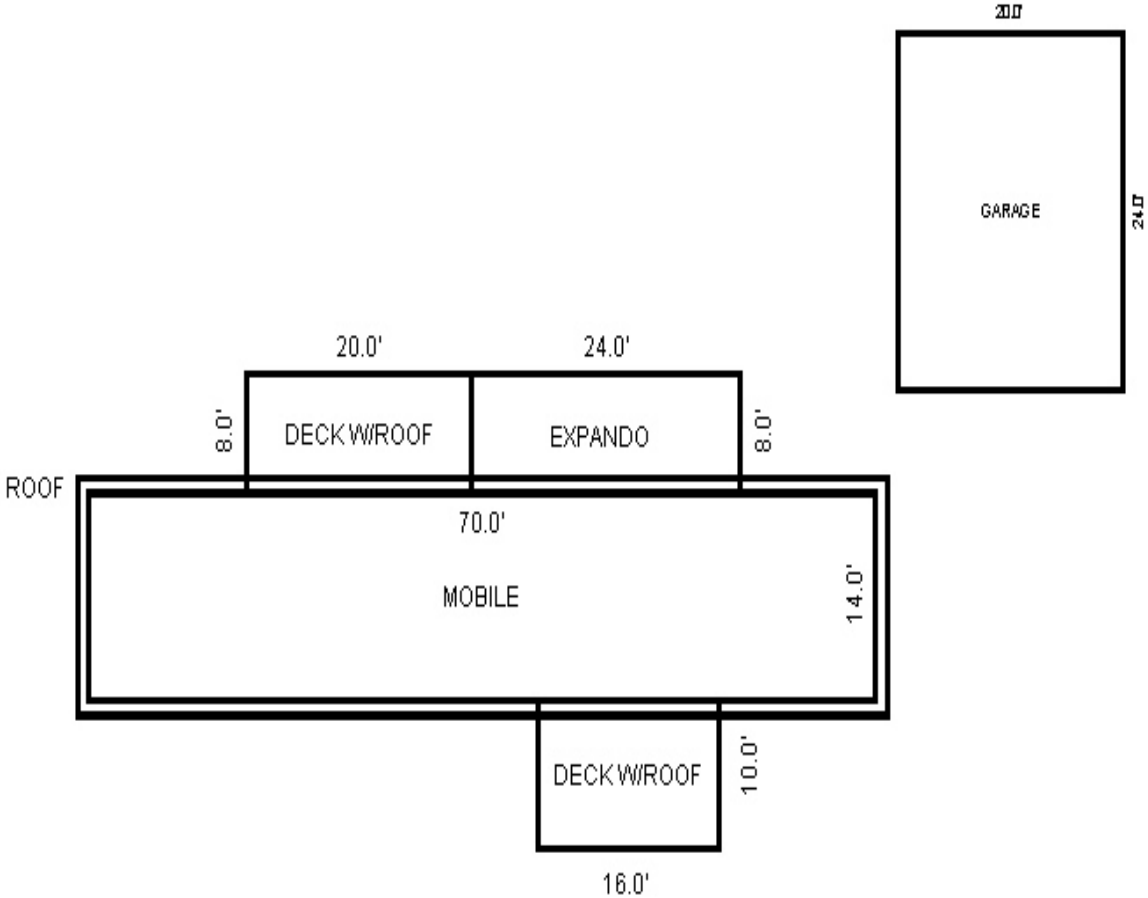 20.0'
GARAGE
24.0'
20.0'
24.0'
8.0'
DECK W/ROOF
EXPANDO
8.0'
ROOF
70.0'
MOBILE
14.0'
DECK W/ROOF
10.0'
16.0'